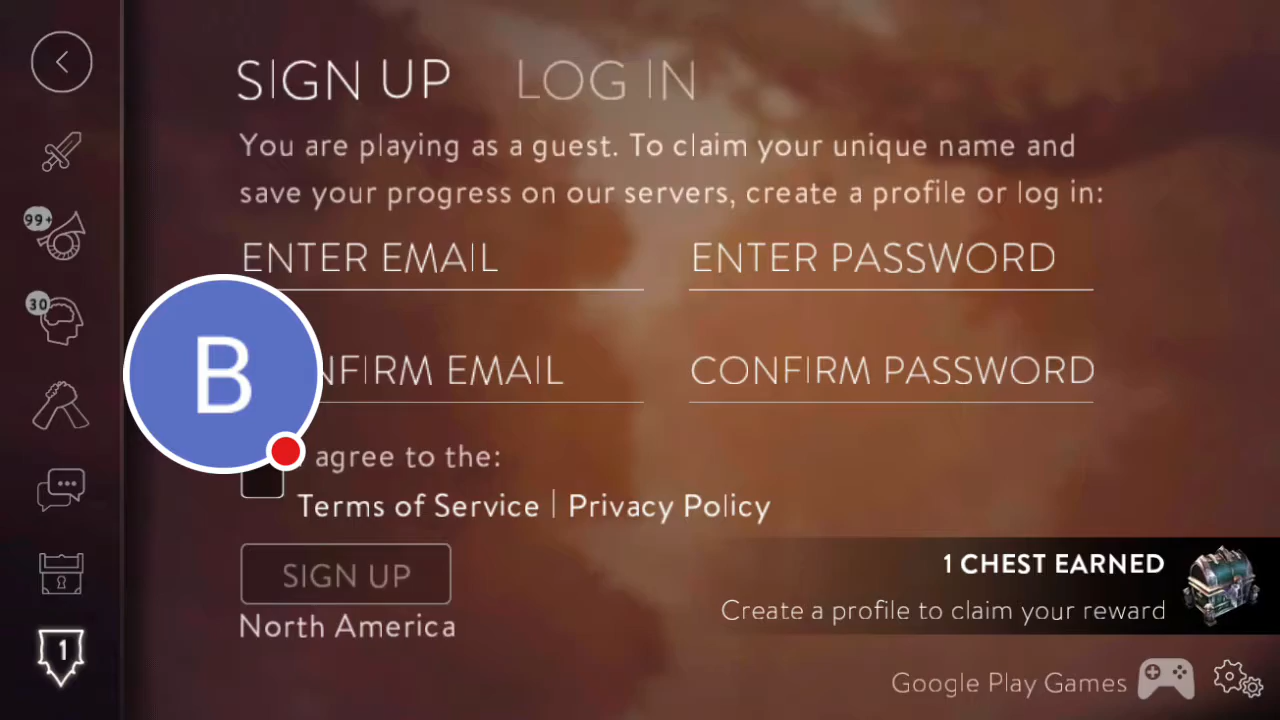 SIGN UP LOG IN
You are playing as a guest. To claim your unique name and
save your progress on our servers, create a profile or log in:
99+
ENTER EMAIL ENTER PASSWORD
30
B
NFIRM EMAIL CONFIRM PASSWORD
agree to the:
Terms of Service | Privacy Policy
SIGN UP
1 CHEST EARNED
Create a profile to claim your reward
North America
1
Google Play Games